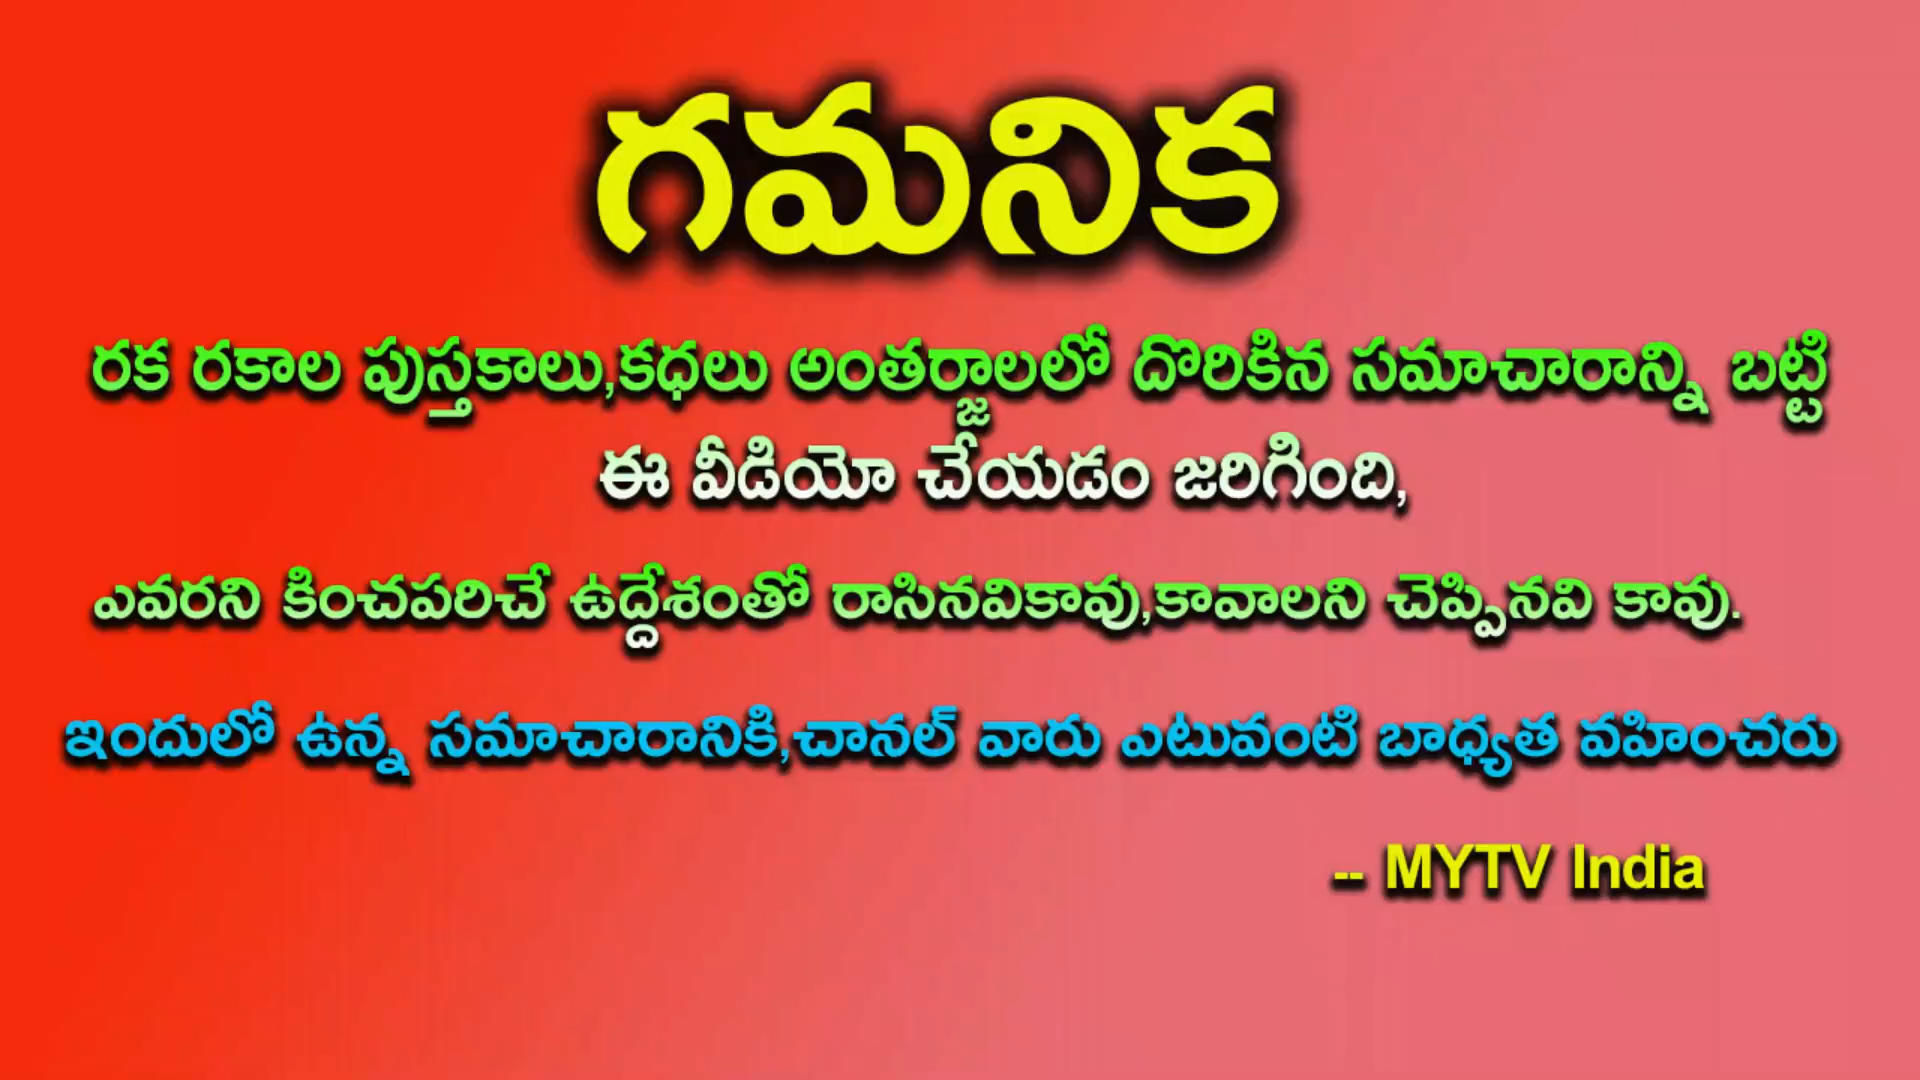 గమనిక
రక రకాల పుస్తకాలు,కధలు అంతర్జాలలో దొరికిన సమాచారాన్ని బట్టి
ఈ వీడియో చేయడం జరిగింది,
ఎవరని కించపరిచే ఉద్దేశంతో రాసినవికావు,కావాలని చెప్పినవి కావు.
ఇందులో ఉన్న సమాచారానికి,చానల్ వారు ఎటువంటి బాధ్యత వహించరు
-- MYTV India